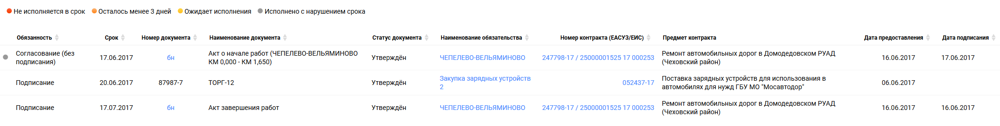 Не исполняется в срок Осталось менее 3 дней Ожидает исполнения Исполнено с нарушением срока
Обязанность Срок Номер документа Наименование документа Статус документа Наименование обязательства Номер контракта (ЕАСУЗ/ЕИС) Предмет контракта Дата предоставления Дата подписания
Согласование (без подписания) 17.06.2017 бн Акт о начале работ (ЧЕПЕЛЕВО-ВЕЛЬЯМИНОВО КМ 0,000 - КМ 1,650) Утверждён ЧЕПЕЛЕВО-ВЕЛЬЯМИНОВО 247798-17 / 25000001525 17 000253 Ремонт автомобильных дорог в Домодедовском РУАД (Чеховский район) 16.06.2017 17.06.2017
Подписание 20.06.2017 87987-7 ТОРГ-12 Утверждён Закупка зарядных устройств 2 052437-17 Поставка зарядных устройств для использования в автомобилях для нужд ГБУ МО "Мосавтодор" 06.06.2017
Подписание 17.07.2017 бн Акт завершения работ Утверждён ЧЕПЕЛЕВО-ВЕЛЬЯМИНОВО 247798-17 / 25000001525 17 000253 Ремонт автомобильных дорог в Домодедовском РУАД (Чеховский район) 16.06.2017 16.06.2017